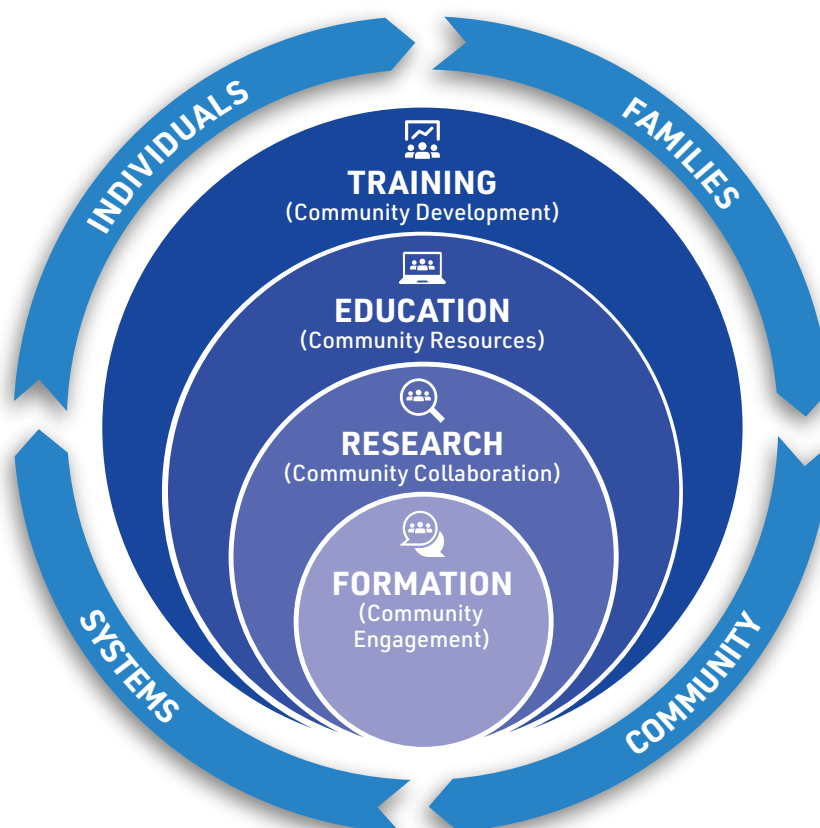 INDIVIDUALS
FAMILIES
TRAINING
(Community Development)
EDUCATION
(Community Resources)
RESEARCH
(Community Collaboration)
FORMATION
(Community
Engagement)
SYSTEMS
COMMUNITY